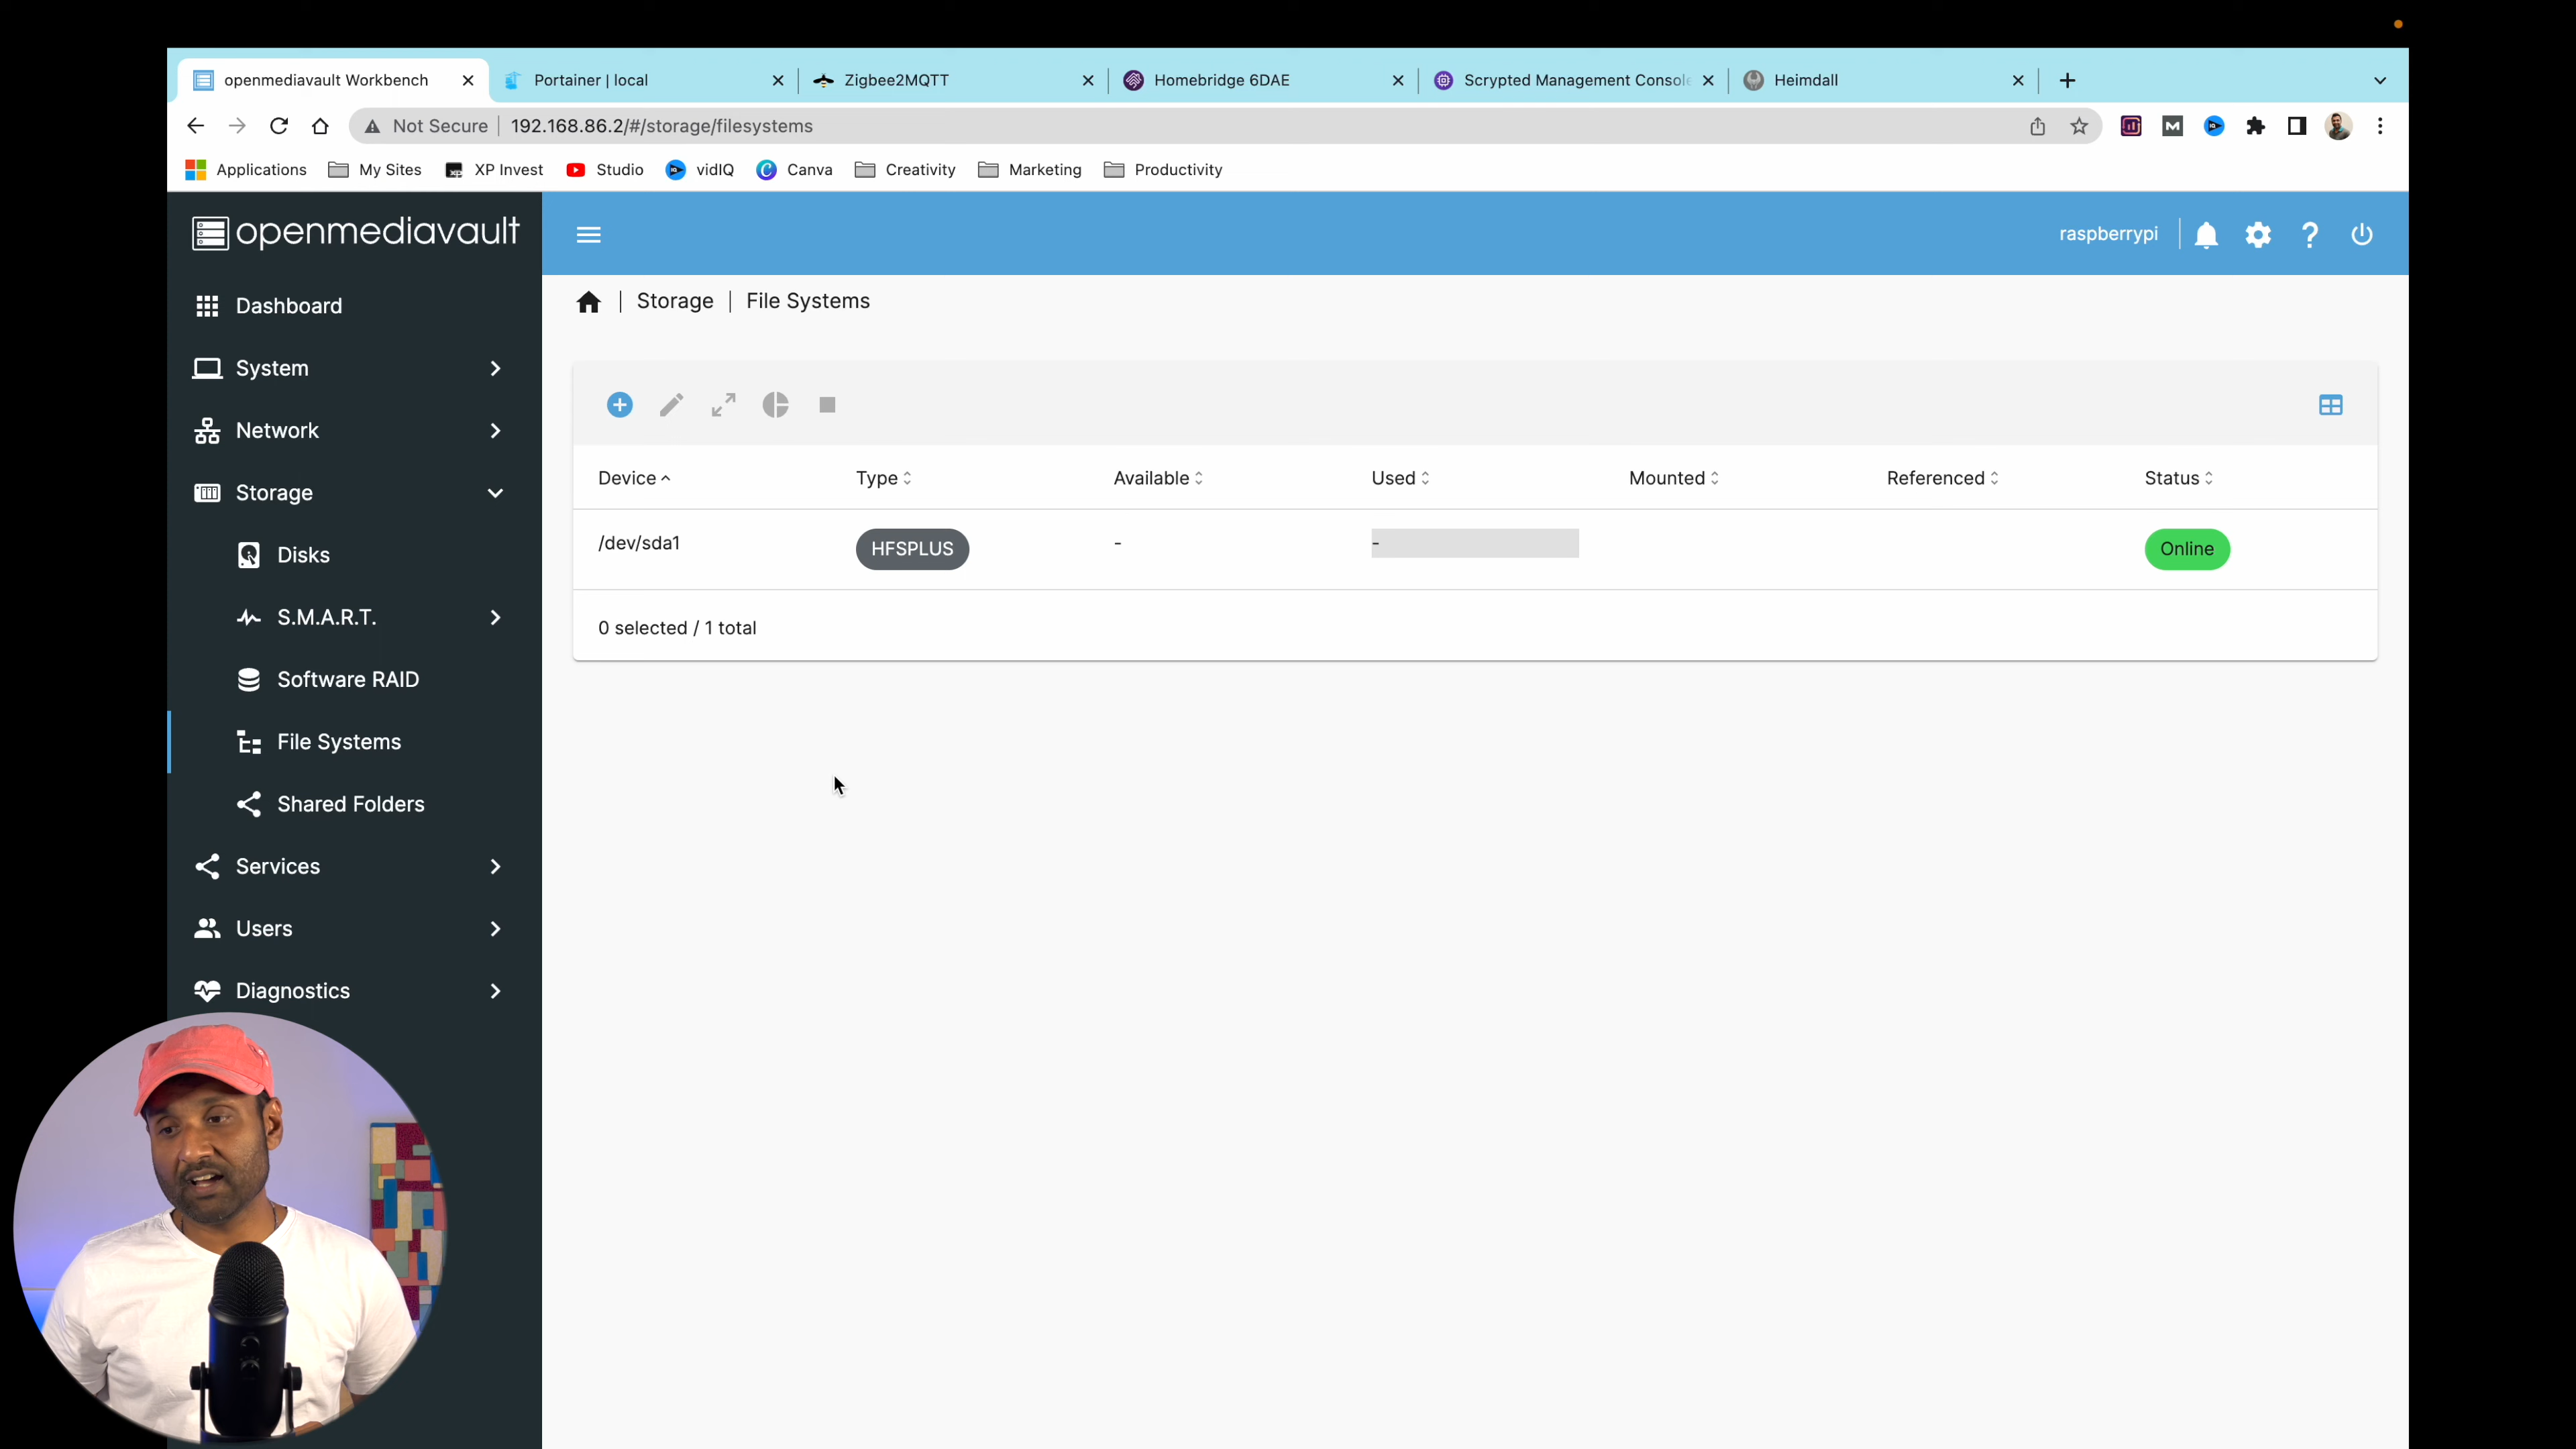 openmediavault Workbench
Portainer | local
Zigbee2MQTT
Homebridge 6DAE
Scrypted Management Console
Heimdall
Not Secure
192.168.86.2/#/storage/filesystems
Applications
My Sites
XP Invest
Studio
vidIQ
Canva
Creativity
Marketing
Productivity
openmediavault
raspberrypi
Dashboard
System
Network
Storage
Disks
S.M.A.R.T.
Software RAID
File Systems
Shared Folders
Services
Users
Diagnostics
| Storage | File Systems
Device Type Available Used Mounted Referenced Status
/dev/sda1 HFSPLUS - - Online
0 selected / 1 total